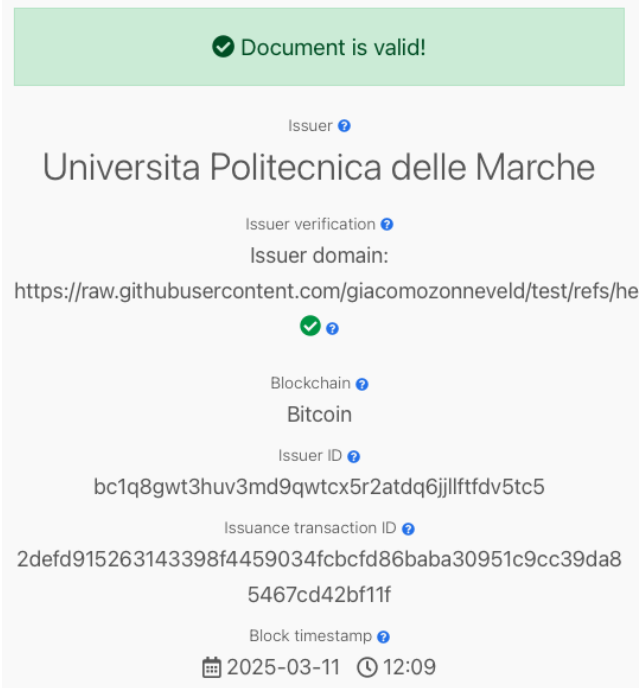 Document is valid!
Issuer
Universita Politecnica delle Marche
Issuer verification
Issuer domain:
https://raw.githubusercontent.com/giacomozonneveld/test/refs/he
Blockchain
Bitcoin
Issuer ID
bc1q8gwt3huv3md9qwtcx5r2atdq6jjllftfdv5tc5
Issuance transaction ID
2defd915263143398f4459034fcbcfd86baba30951c9cc39da8
5467cd42bf11f
Block timestamp
2025-03-11 12:09